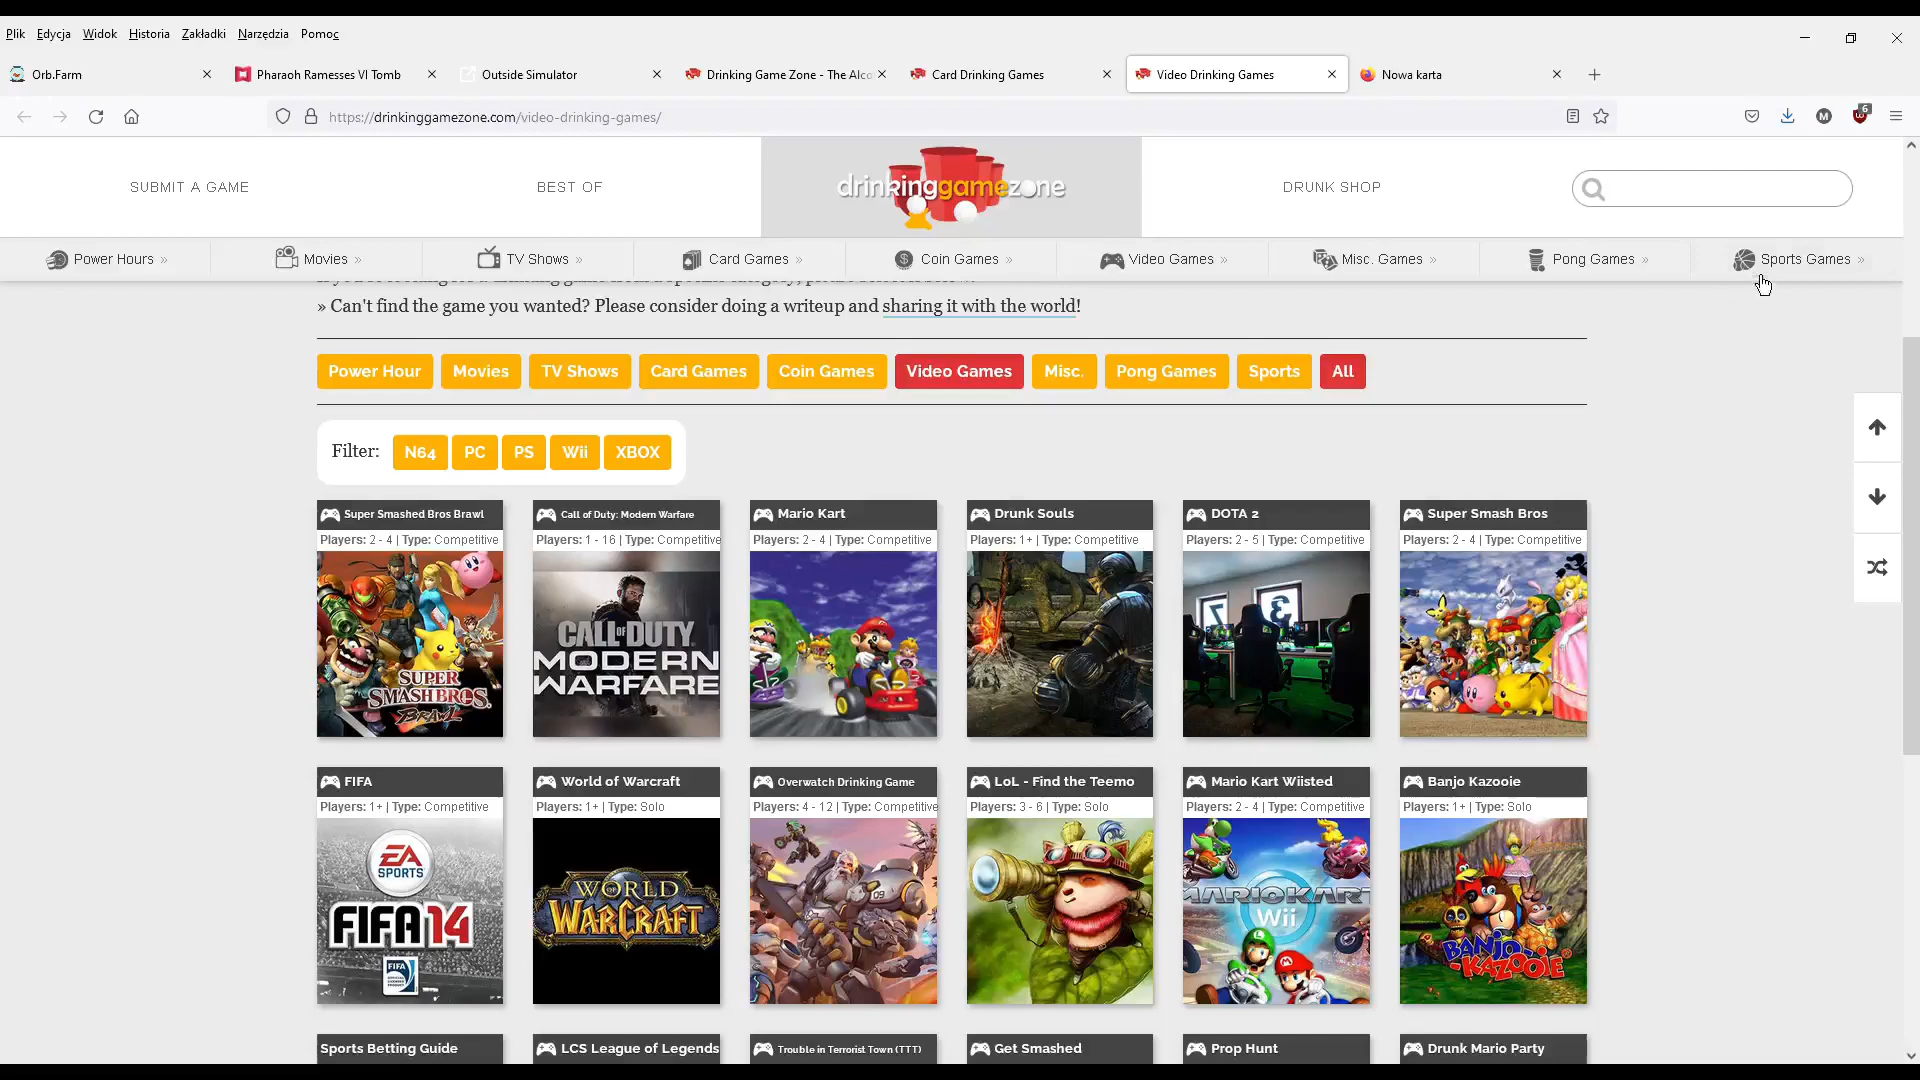 Plik Edycja Widok Historia Zakładki Narzędzia Pomoc
Orb.Farm Pharaoh Ramesses VI Tomb Outside Simulator Drinking Game Zone - The Alco Card Drinking Games Video Drinking Games Nowa karta
https://drinkinggamezone.com/video-drinking-games/ M 6
SUBMIT A GAME BEST OF drinkinggamezone DRUNK SHOP
Power Hours » Movies » TV Shows » Card Games » Coin Games » Video Games » Misc. Games » Pong Games » Sports Games »
» Can't find the game you wanted? Please consider doing a writeup and sharing it with the world!
Power Hour Movies TV Shows Card Games Coin Games Video Games Misc. Pong Games Sports All
Filter: N64 PC PS Wii XBOX
Super Smashed Bros Brawl Call of Duty: Modern Warfare Mario Kart Drunk Souls DOTA 2 Super Smash Bros
Players: 2 - 4 | Type: Competitive Players: 1 - 16 | Type: Competitive Players: 2 - 4 | Type: Competitive Players: 1+ | Type: Competitive Players: 2 - 5 | Type: Competitive Players: 2 - 4 | Type: Competitive
SUPER
SMASH BROS.
BRAWL
CALL OF DUTY
MODERN
WARFARE
FIFA World of Warcraft Overwatch Drinking Game LoL - Find the Teemo Mario Kart Wiisted Banjo Kazooie
Players: 1+ | Type: Competitive Players: 1+ | Type: Solo Players: 4 - 12 | Type: Competitive Players: 3 - 6 | Type: Solo Players: 2 - 4 | Type: Competitive Players: 1+ | Type: Solo
EA
SPORTS
FIFA 14
FIFA
WORLD
OF
WARCRAFT
09
MARIOKART
Wii
BANJO
KAZOOIE
Sports Betting Guide LCS League of Legends Trouble in Terrorist Town (TTT) Get Smashed Prop Hunt Drunk Mario Party